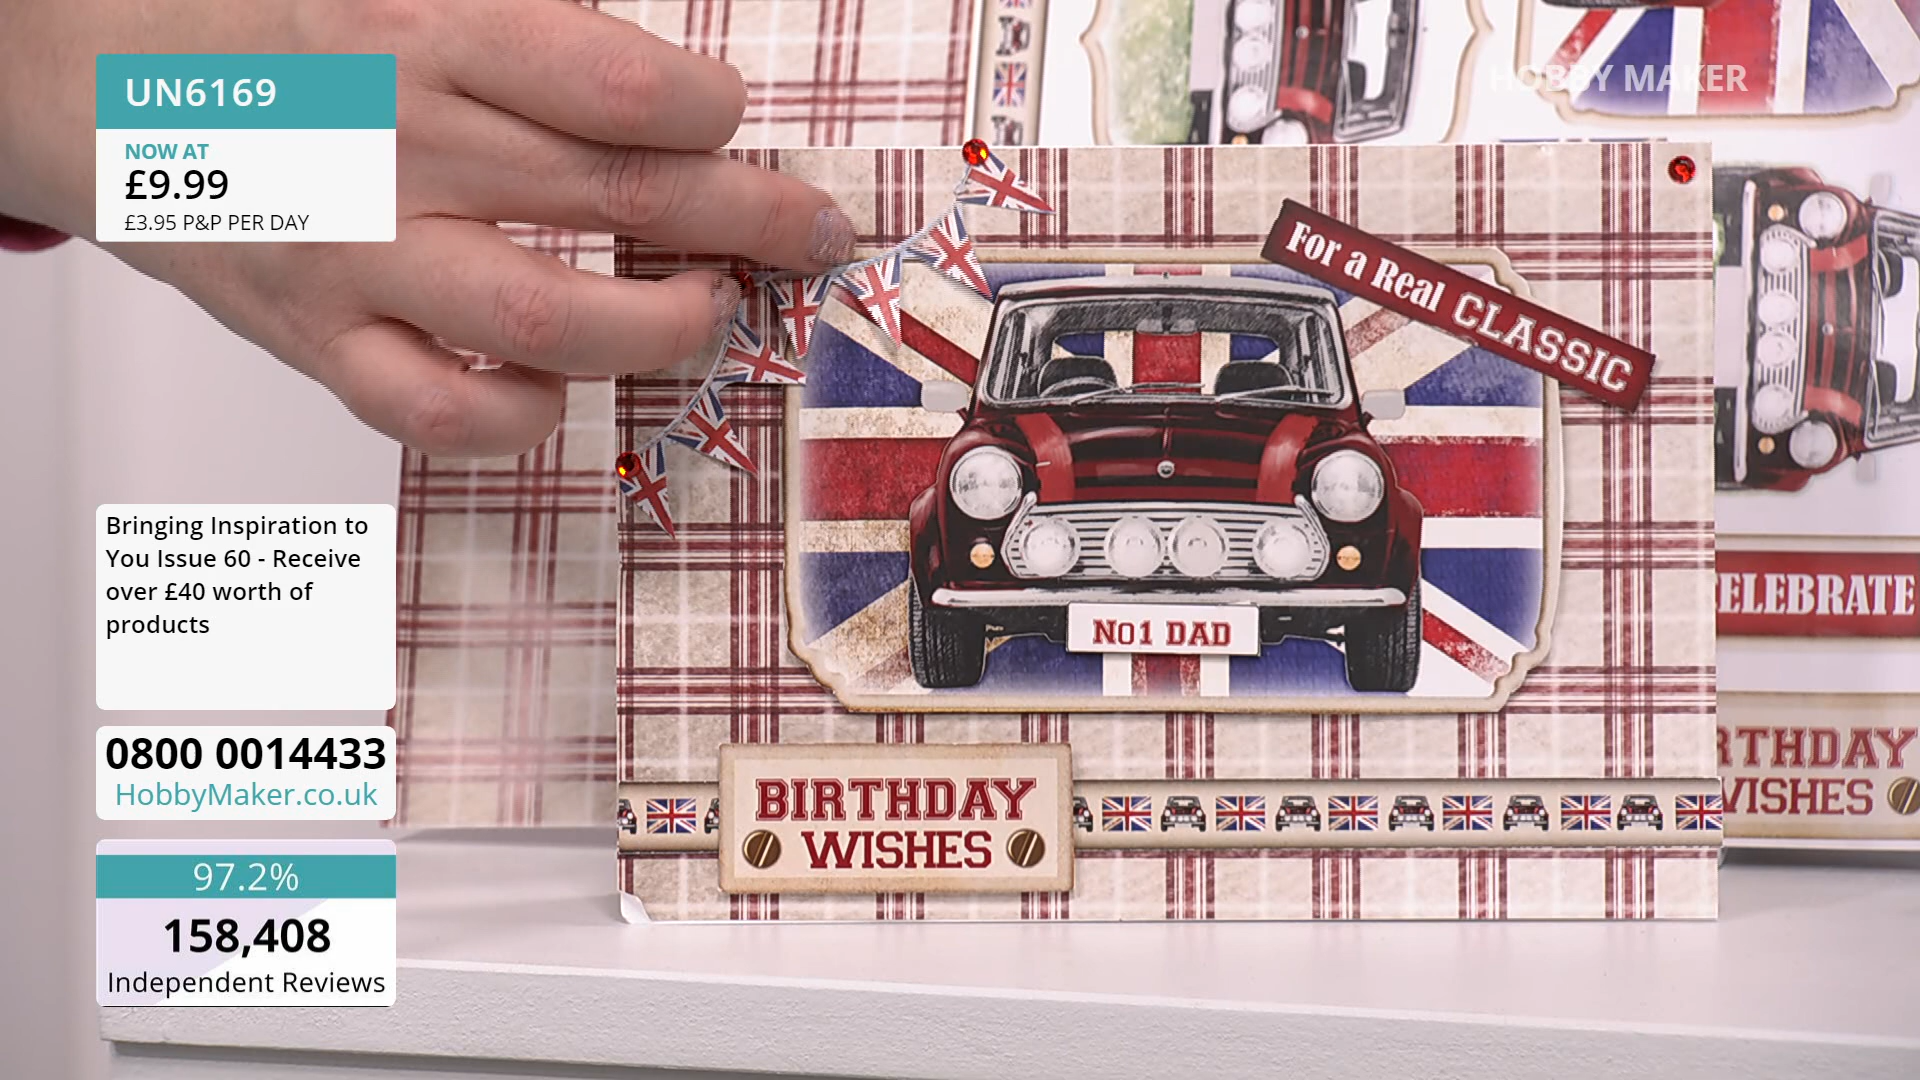 UN6169
NOW AT
£9.99
£3.95 P&P PER DAY
Bringing Inspiration to
You Issue 60 - Receive
over £40 worth of
products
0800 0014433
HobbyMaker.co.uk
97.2%
158,408
Independent Reviews
HOBBY MAKER
For a Real CLASSIC
No1 DAD
BIRTHDAY
WISHES
ELEBRATE
RTHDAY
WISHES